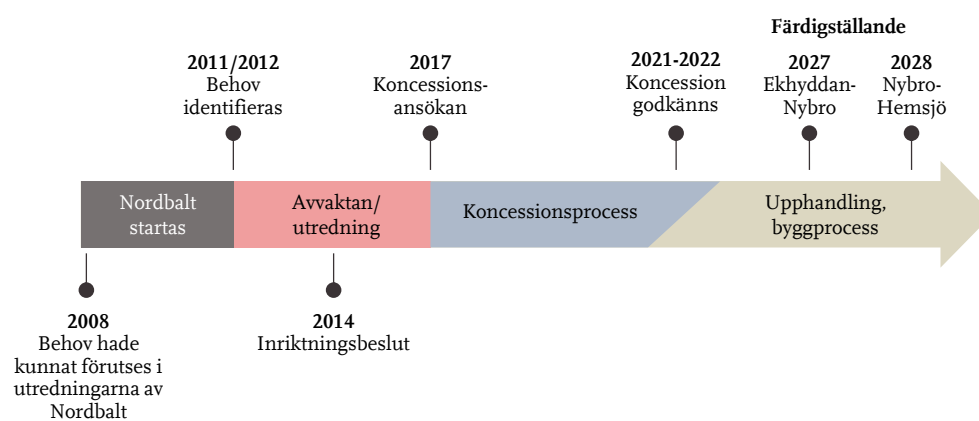 Färdigställande
2011/2012
Behov
identifieras
2017
Koncessions-
ansökan
2021-2022
Koncession
godkänns
2027
Ekhyddan-
Nybro
2028
Nybro-
Hemsjö
Nordbalt
startas
Avvaktan/
utredning
Koncessionsprocess
Upphandling,
byggprocess
2008
Behov hade
kunnat förutses i
utredningarna av
Nordbalt
2014
Inriktningsbeslut